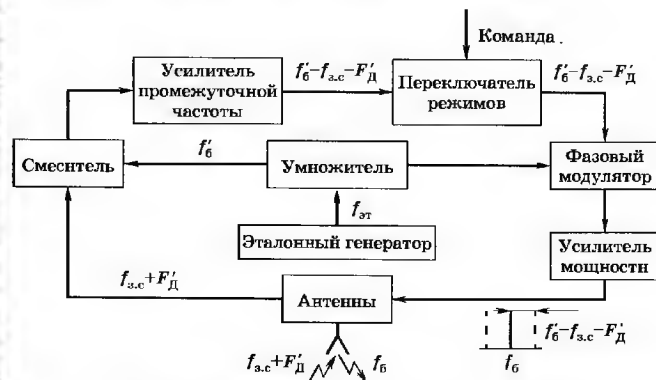 Команда.
Усилитель
промежуточной
частоты
f′б−fз.с−F′Д
Переключатель
режимов
f′б−fз.с−F′Д
Смеситель
f′б
Умножитель
Фазовый
модулятор
fэт
Эталонный генератор
Усилитель
мощности
fз.с+F′Д
Антенны
f′б−fз.с−F′Д
fб
fз.с+F′Д
fб